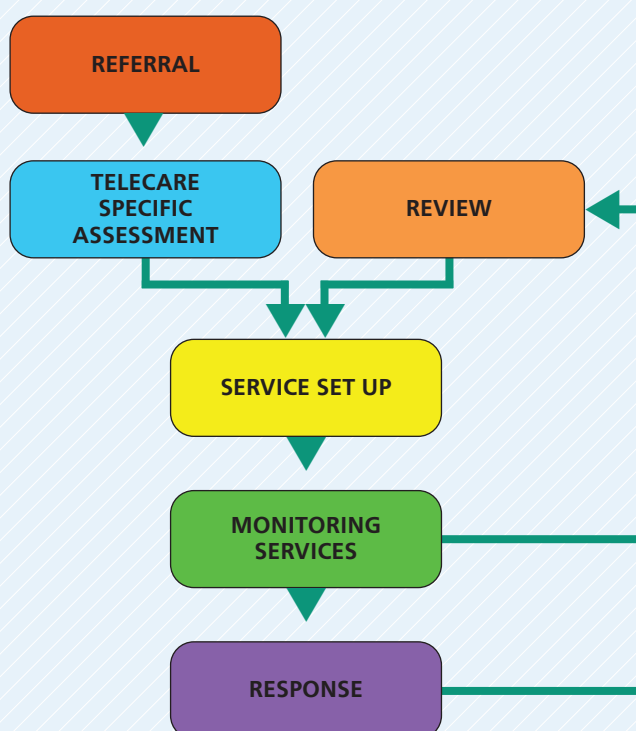 REFERRAL
TELECARE
SPECIFIC
ASSESSMENT
REVIEW
SERVICE SET UP
MONITORING
SERVICES
RESPONSE